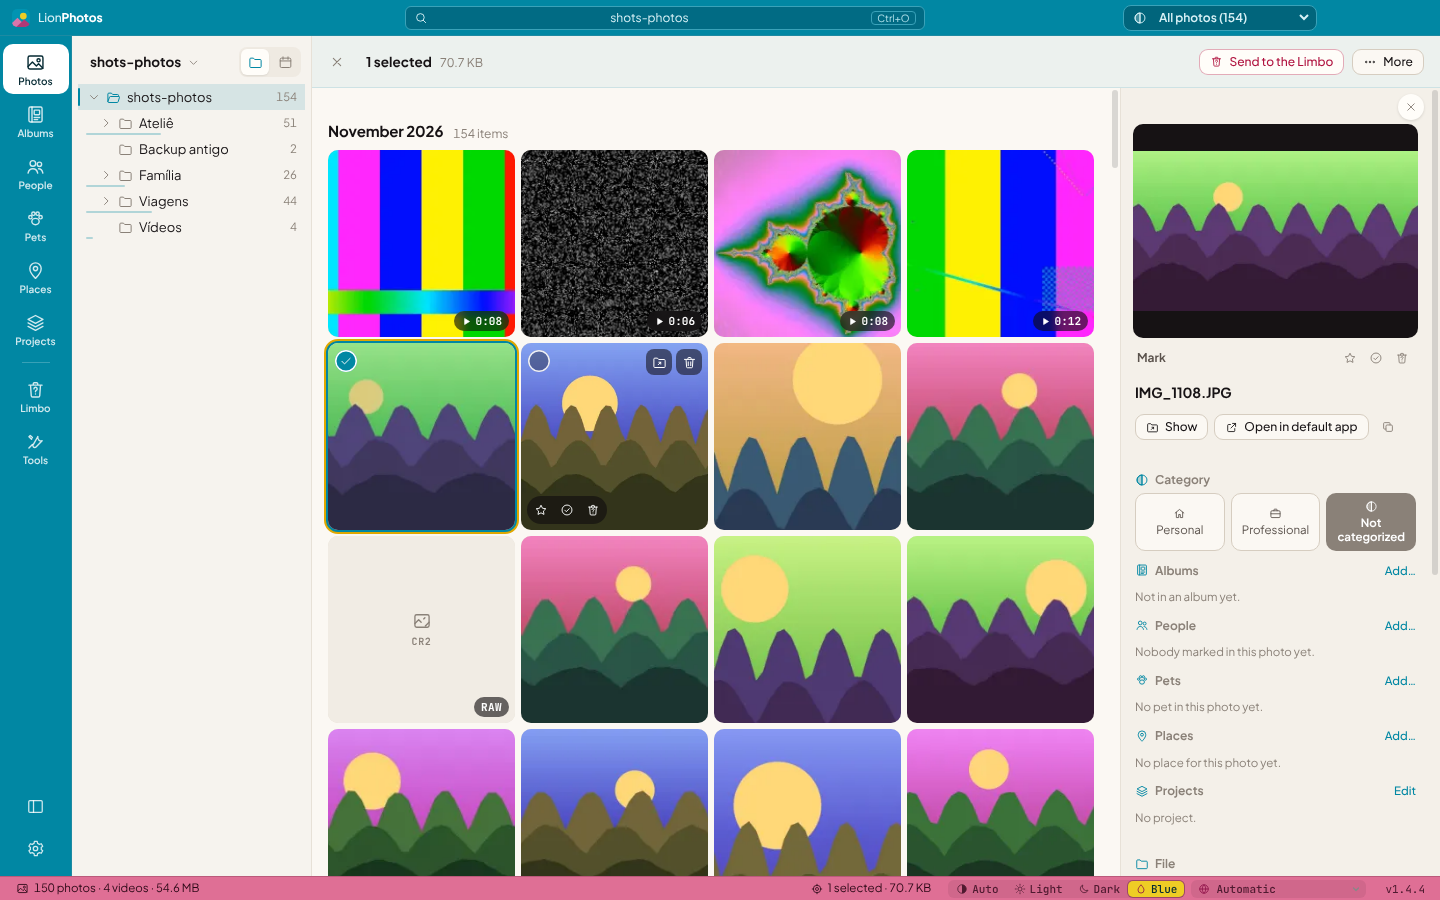 LionPhotos
shots-photos
Ctrl+O
All photos (154)
Photos
Albums
People
Pets
Places
Projects
Limbo
Tools
shots-photos
shots-photos 154
Ateliê 51
Backup antigo 2
Família 26
Viagens 44
Vídeos 4
1 selected 70.7 KB
Send to the Limbo
More
November 2026 154 items
0:08
0:06
0:08
0:12
CR2
RAW
Mark
IMG_1108.JPG
Show
Open in default app
Category
Personal
Professional
Not
categorized
Albums Add...
Not in an album yet.
People Add...
Nobody marked in this photo yet.
Pets Add...
No pet in this photo yet.
Places Add...
No place for this photo yet.
Projects Edit
No project.
File
150 photos · 4 videos · 54.6 MB
1 selected · 70.7 KB
Auto
Light
Dark
Blue
Automatic
v1.4.4